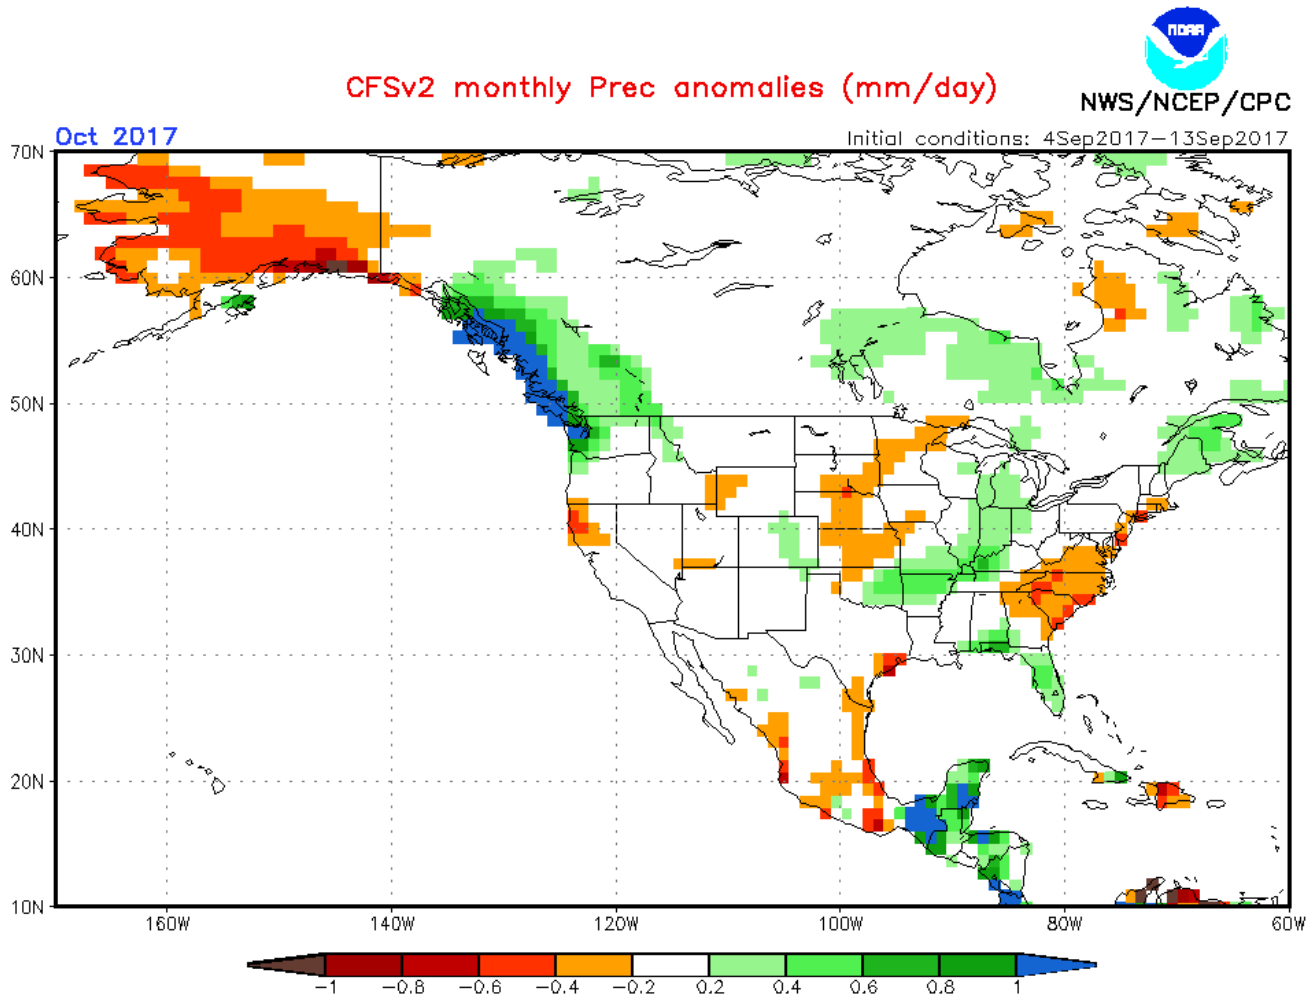 NOAA
CFSv2 monthly Prec anomalies (mm/day)
NWS/NCEP/CPC
Oct 2017
Initial conditions: 4Sep2017-13Sep2017
70N
60N
50N
40N
30N
20N
10N
160W 140W 120W 100W 80W 60W
-1 -0.8 -0.6 -0.4 -0.2 0.2 0.4 0.6 0.8 1